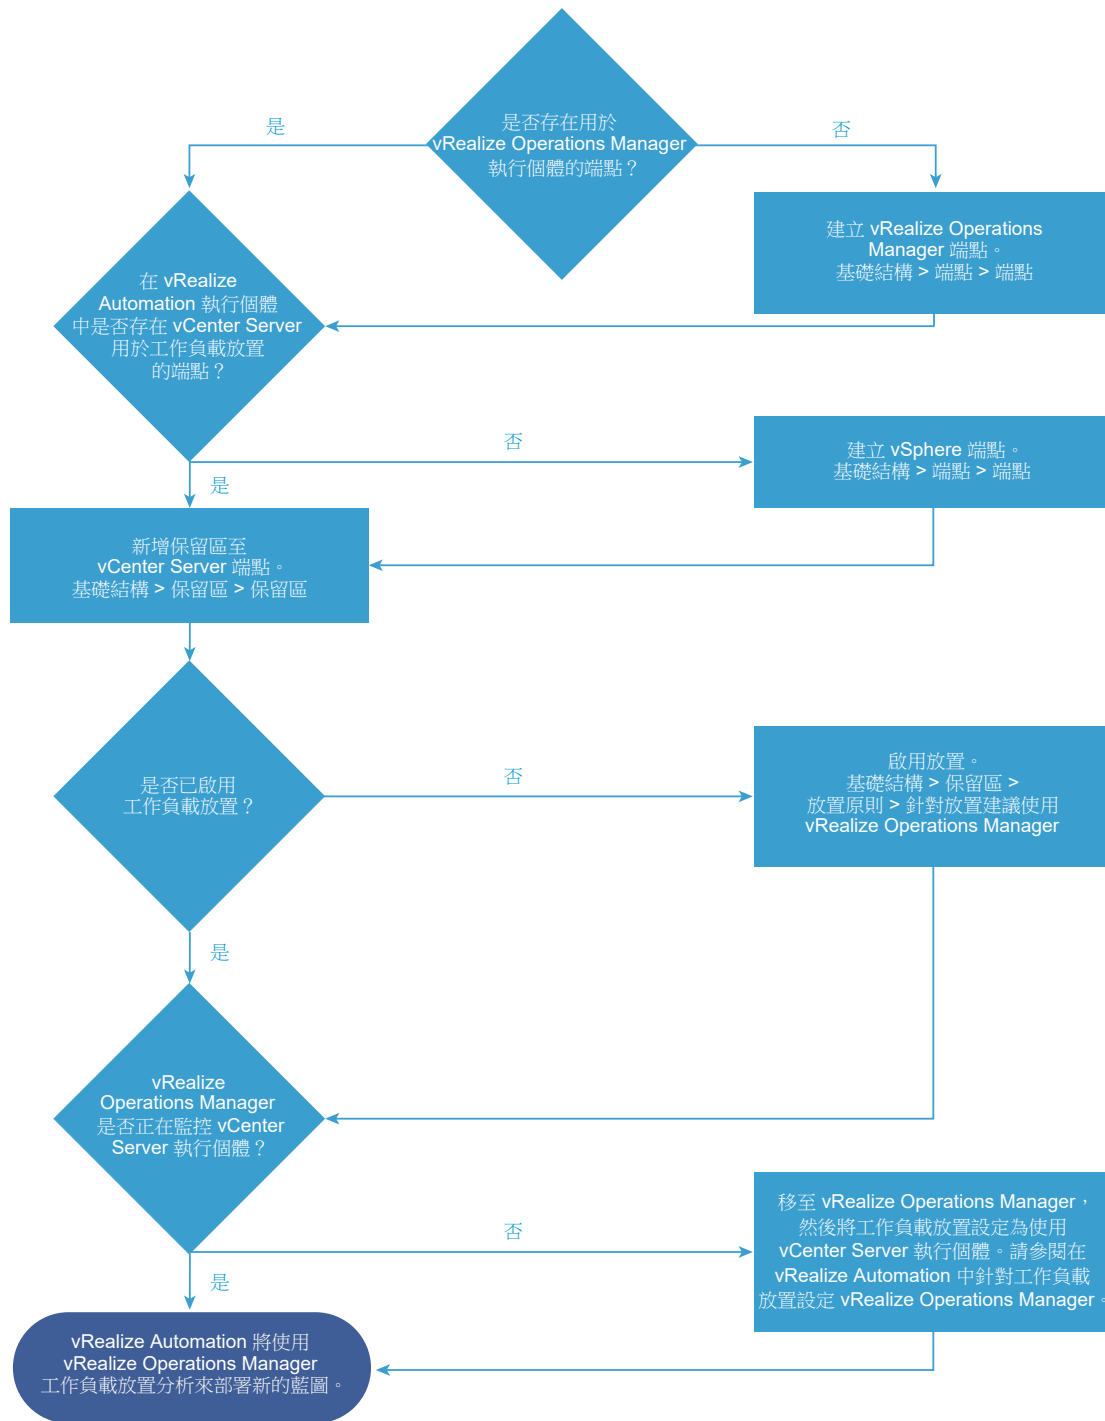 是否存在用於
vRealize Operations Manager
執行個體的端點？
是
否
建立 vRealize Operations
Manager 端點。
基礎結構 > 端點 > 端點
在 vRealize
Automation 執行個體
中是否存在 vCenter Server
用於工作負載放置
的端點？
否
建立 vSphere 端點。
基礎結構 > 端點 > 端點
是
新增保留區至
vCenter Server 端點。
基礎結構 > 保留區 > 保留區
是否已啟用
工作負載放置？
否
啟用放置。
基礎結構 > 保留區 >
放置原則 > 針對放置建議使用
vRealize Operations Manager
是
vRealize
Operations Manager
是否正在監控 vCenter
Server 執行個體？
否
移至 vRealize Operations Manager，
然後將工作負載放置設定為使用
vCenter Server 執行個體。請參閱在
vRealize Automation 中針對工作負載
放置設定 vRealize Operations Manager。
是
vRealize Automation 將使用
vRealize Operations Manager
工作負載放置分析來部署新的藍圖。